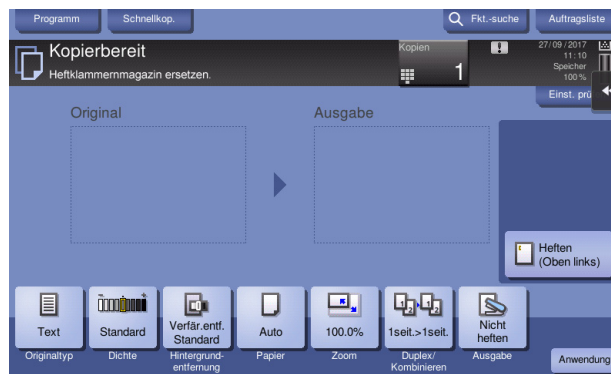 Programm
Schnellkop.
Fkt.-suche
Auftragsliste
Kopierbereit
Heftklammernmagazin ersetzen.
Kopien
1
27/09/2017
11:10
Speicher
100 %
Einst. prü
Original
Ausgabe
Heften
(Oben links)
Text
Standard
Verfär.entf.
Standard
Auto
100.0%
1seit.>1seit.
Nicht
heften
Originaltyp
Dichte
Hintergrund-
entfernung
Papier
Zoom
Duplex/
Kombinieren
Ausgabe
Anwendung